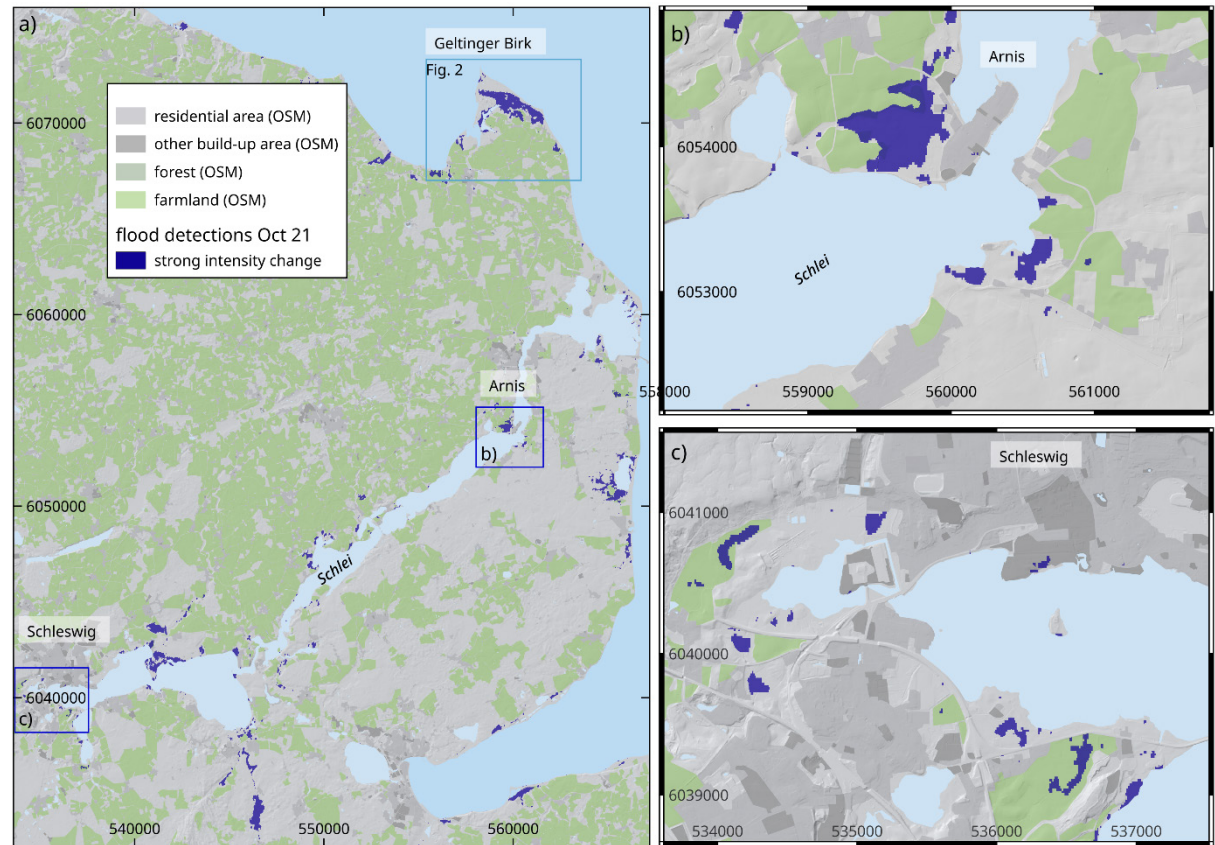 a)
Geltinger Birk
Fig. 2
6070000
residential area (OSM)
other build-up area (OSM)
forest (OSM)
farmland (OSM)
flood detections Oct 21
strong intensity change
6060000
Arnis
b)
6050000
Schlei
Schleswig
6040000
c)
540000
550000
560000
b)
Arnis
6054000
Schlei
6053000
558000
559000
560000
561000
c)
Schleswig
6041000
6040000
6039000
534000
535000
536000
537000